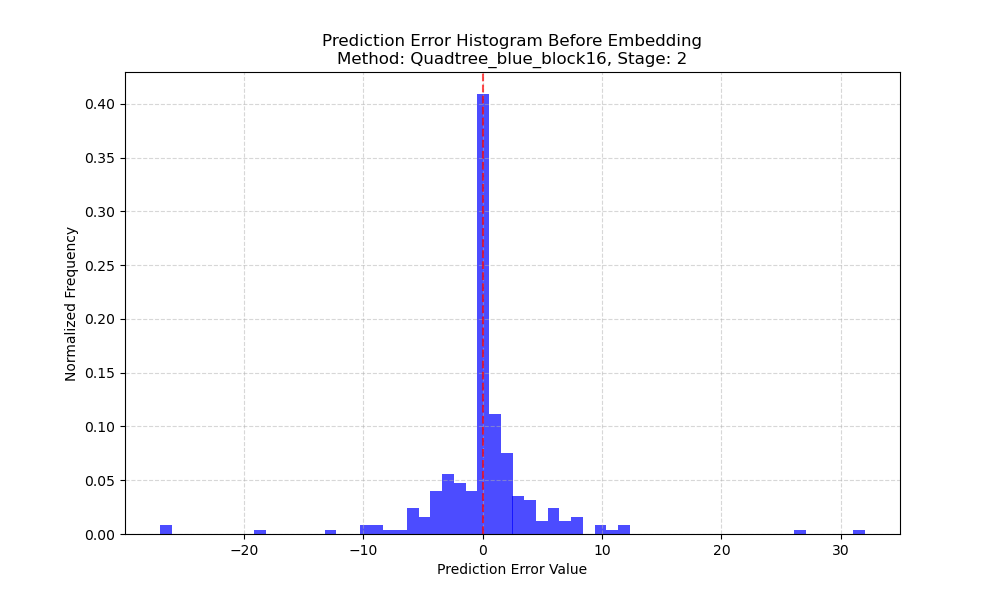 Prediction Error Histogram Before Embedding
Method: Quadtree_blue_block16, Stage: 2
Normalized Frequency
0.40
0.35
0.30
0.25
0.20
0.15
0.10
0.05
0.00
−20 −10 0 10 20 30
Prediction Error Value